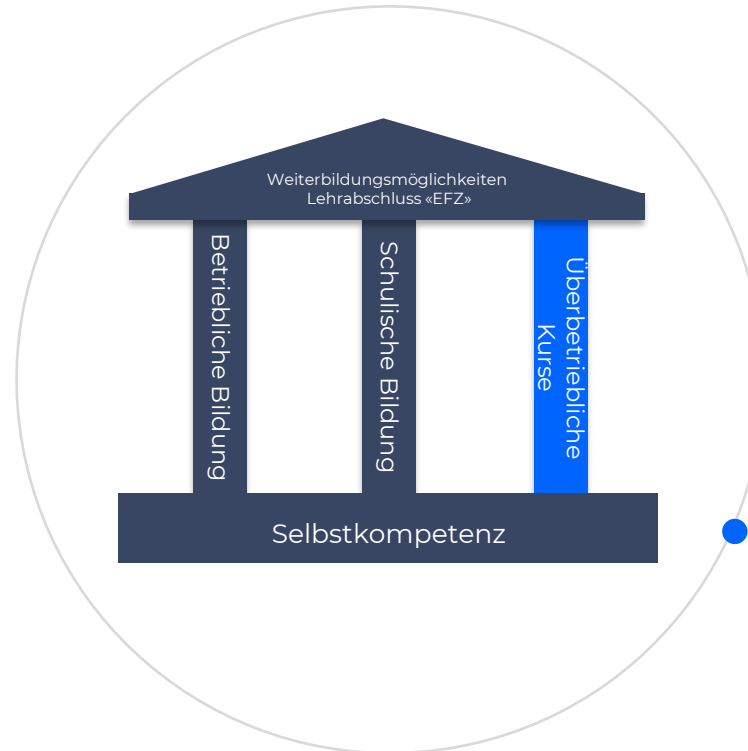 Weiterbildungsmöglichkeiten
Lehrabschluss «EFZ»
Betriebliche Bildung
Schulische Bildung
Überbetriebliche
Kurse
Selbstkompetenz